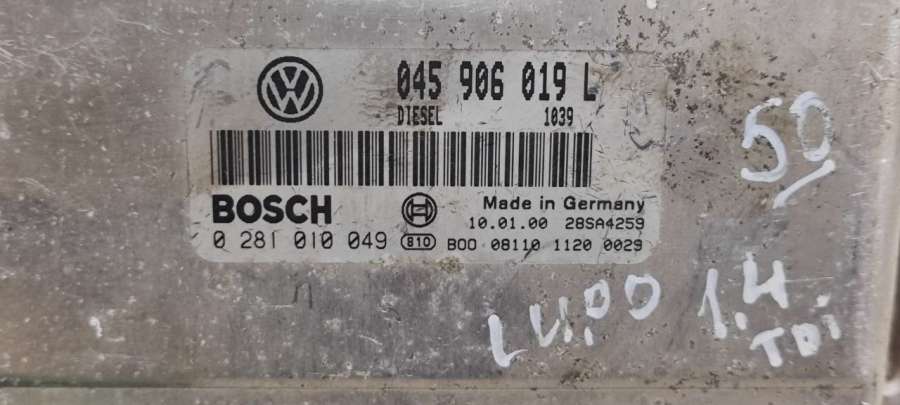 045 906 019 L
DIESEL 1039
BOSCH
Made in Germany
10.01.00 28SA4259
0 281 010 049 810 B00 08110 1120 0029
50
LUPO 1.4
TDi